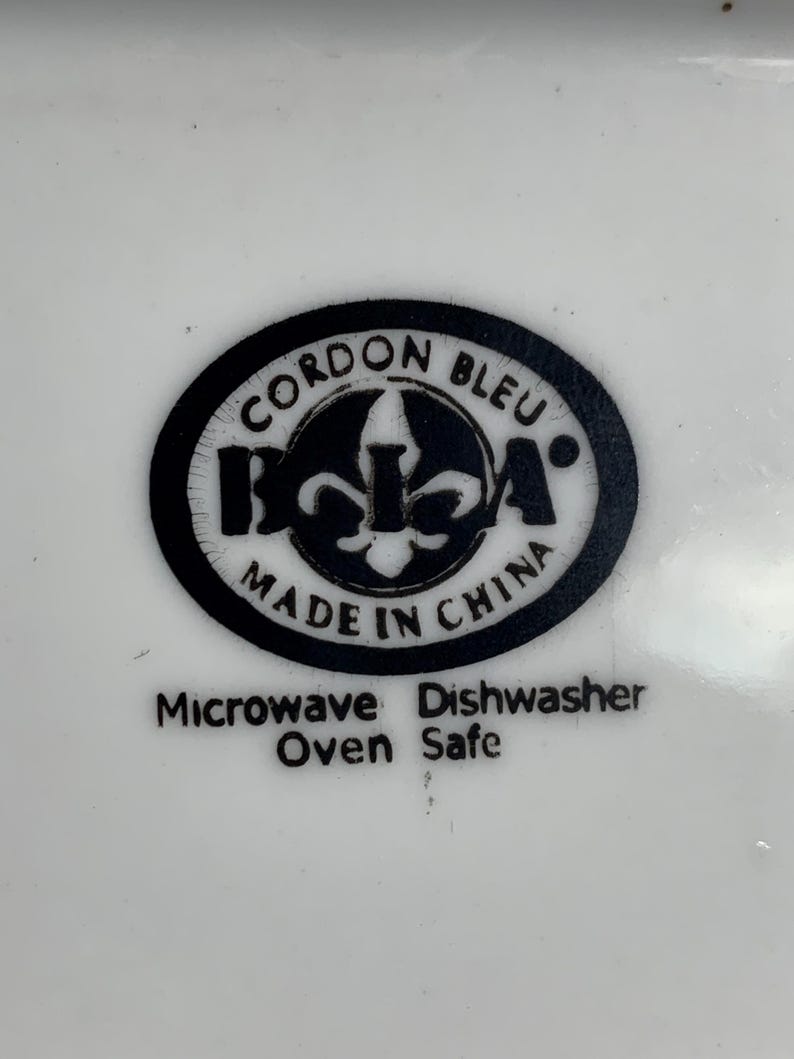 CORDON BLEU
BIA
MADE IN CHINA
Microwave Dishwasher
Oven Safe